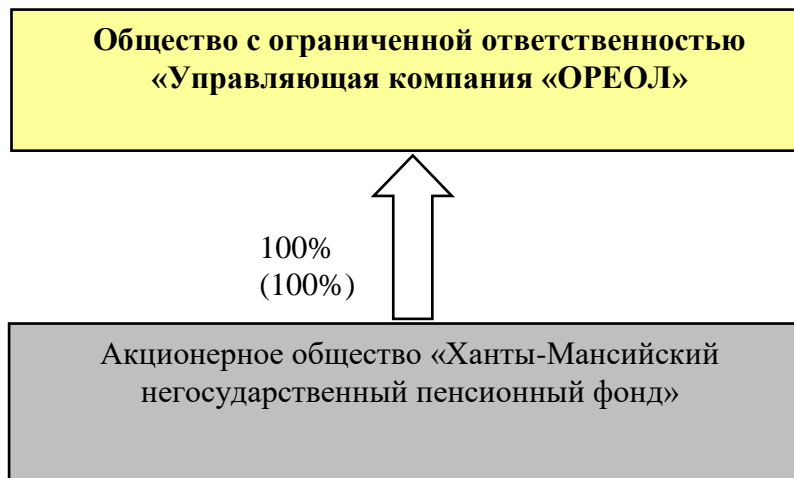 Общество с ограниченной ответственностью
«Управляющая компания «ОРЕОЛ»
100%
(100%)
Акционерное общество «Ханты-Мансийский
негосударственный пенсионный фонд»